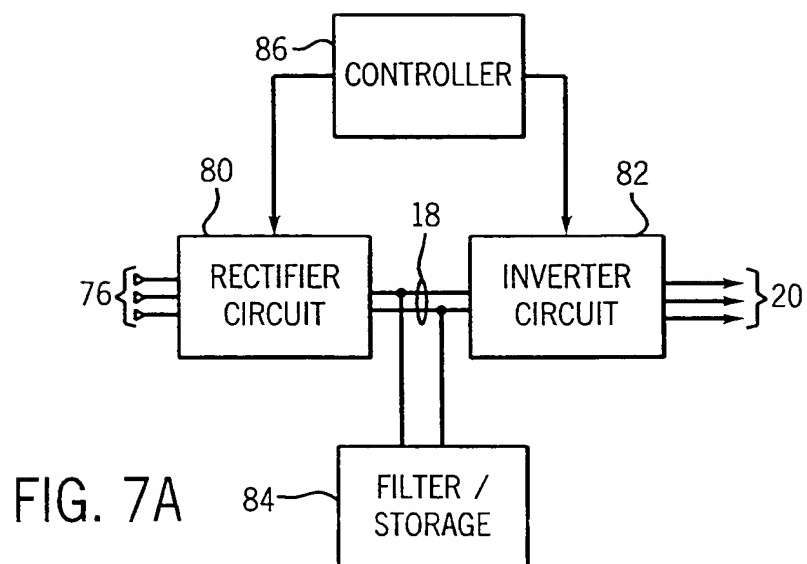 86
CONTROLLER
80
82
18
76
RECTIFIER
CIRCUIT
INVERTER
CIRCUIT
20
FIG. 7A
84
FILTER /
STORAGE